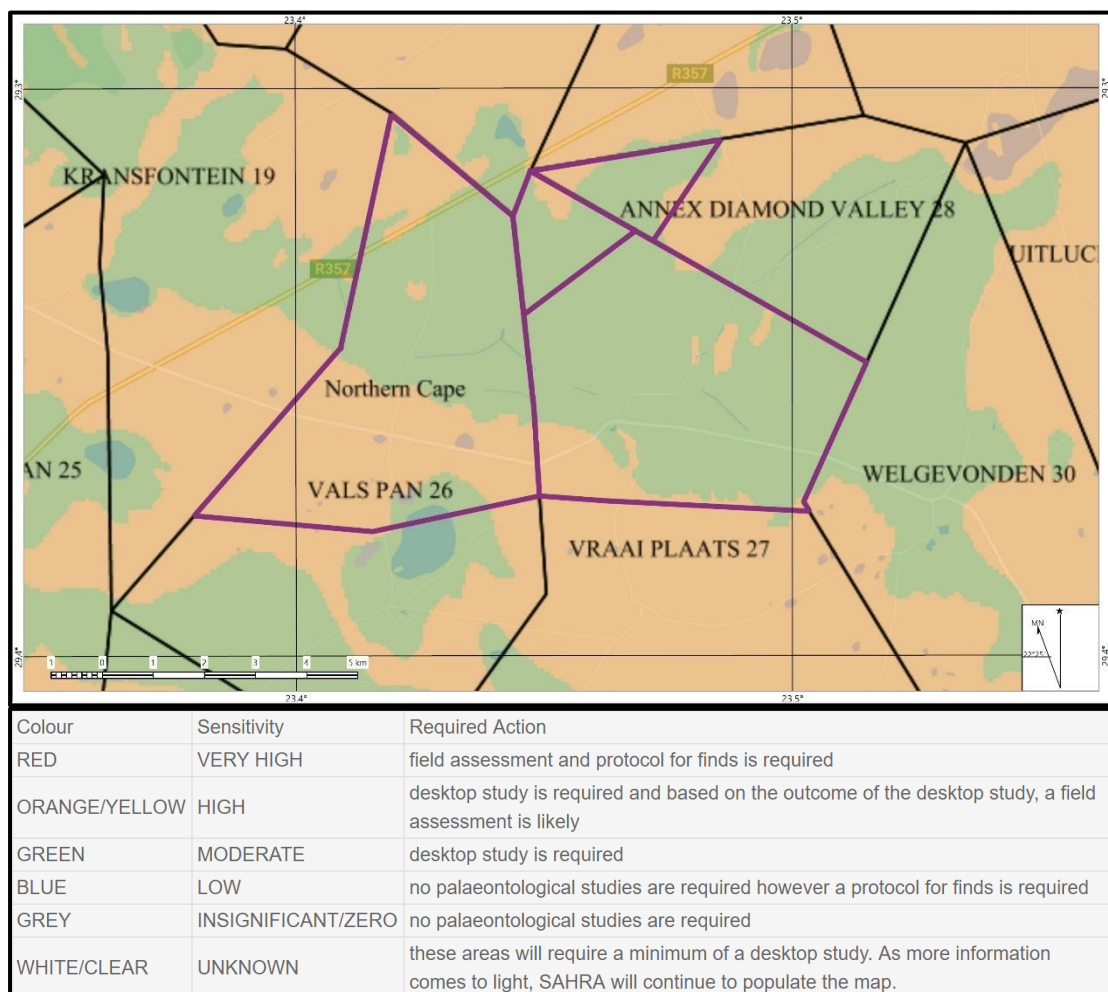 23.4° 23.5°
29.3° 29.3°
R357
KRANSFONTEIN 19
ANNEX DIAMOND VALLEY 28
UITLUC
R357
Northern Cape
AN 25
VALS PAN 26
WELGEVONDEN 30
VRAAI PLAATS 27
MN
29.4° 29.4°
1 0 1 2 3 4 5 km
23.4° 23.5°
Colour Sensitivity Required Action
RED VERY HIGH field assessment and protocol for finds is required
ORANGE/YELLOW HIGH desktop study is required and based on the outcome of the desktop study, a field
assessment is likely
GREEN MODERATE desktop study is required
BLUE LOW no palaeontological studies are required however a protocol for finds is required
GREY INSIGNIFICANT/ZERO no palaeontological studies are required
WHITE/CLEAR UNKNOWN these areas will require a minimum of a desktop study. As more information
comes to light, SAHRA will continue to populate the map.